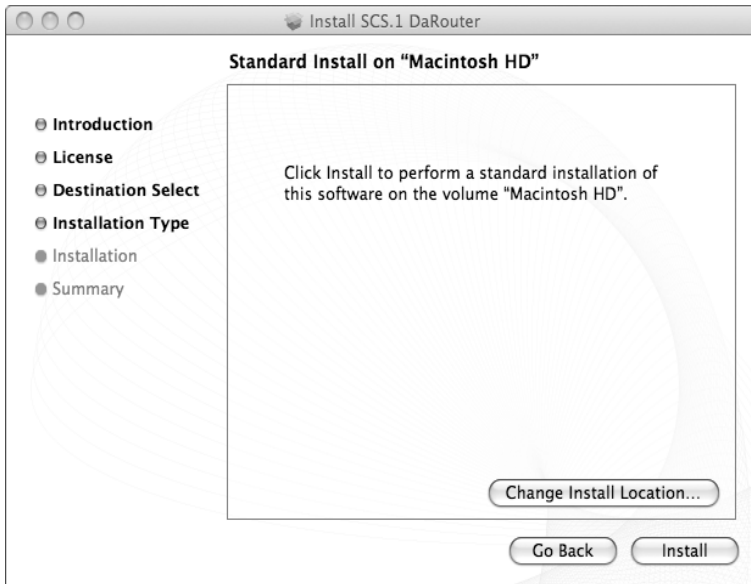 Install SCS.1 DaRouter
Standard Install on “Macintosh HD”
Introduction
License
Destination Select
Installation Type
Installation
Summary
Click Install to perform a standard installation of
this software on the volume “Macintosh HD”.
Change Install Location...
Go Back
Install